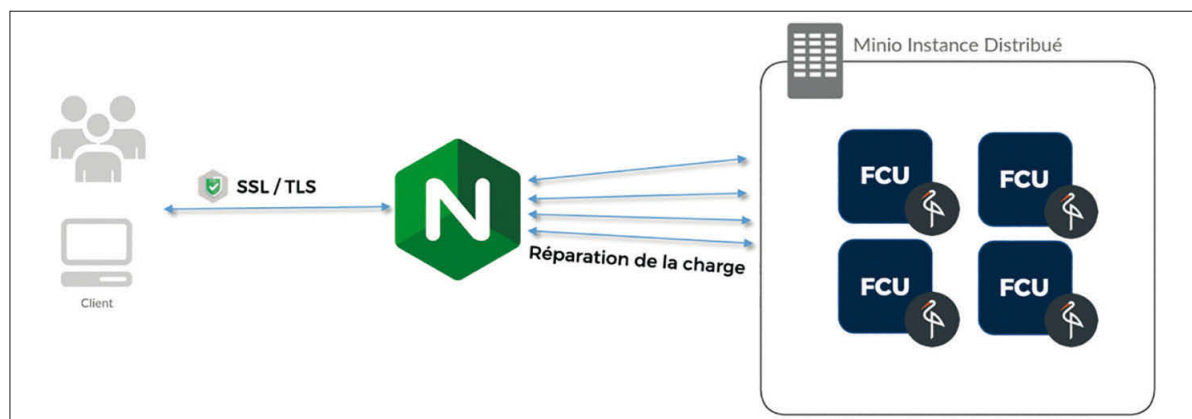 Minio Instance Distribué
SSL / TLS
N
Réparation de la charge
Client
FCU
FCU
FCU
FCU